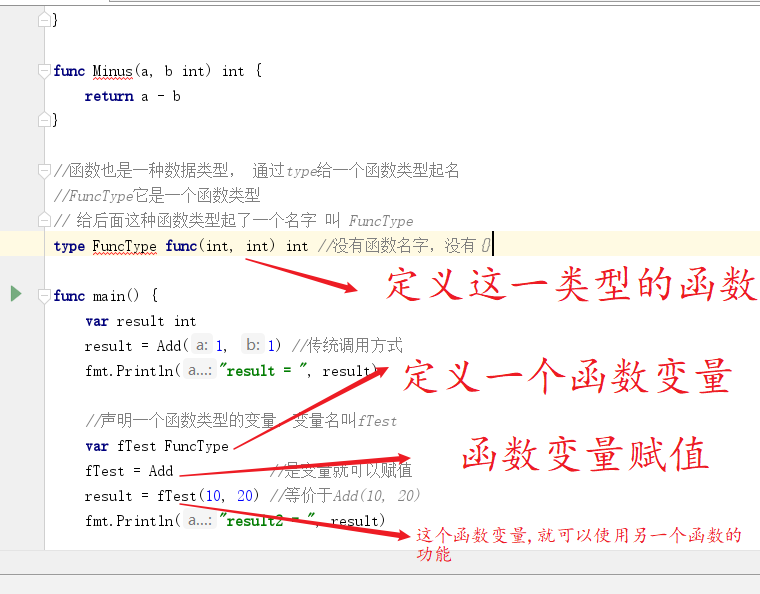 }
func Minus(a, b int) int {
return a - b
}
//函数也是一种数据类型， 通过type给一个函数类型起名
//FuncType它是一个函数类型
// 给后面这种函数类型起了一个名字 叫 FuncType
type FuncType func(int, int) int //没有函数名字，没有{}
定义这一类型的函数
func main() {
var result int
result = Add( a: 1, b: 1) //传统调用方式
fmt.Println( a...: "result = ", result)
定义一个函数变量
//声明一个函数类型的变量，变量名叫fTest
var fTest FuncType
函数变量赋值
fTest = Add //是变量就可以赋值
result = fTest(10, 20) //等价于Add(10, 20)
fmt.Println( a...: "result2 = ", result)
这个函数变量,就可以使用另一个函数的
功能